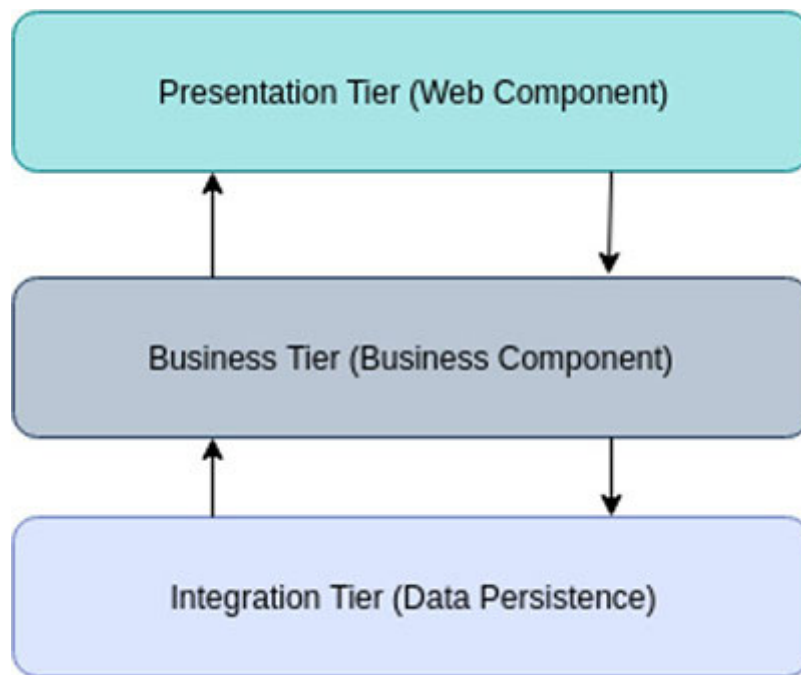 Presentation Tier (Web Component)
Business Tier (Business Component)
Integration Tier (Data Persistence)